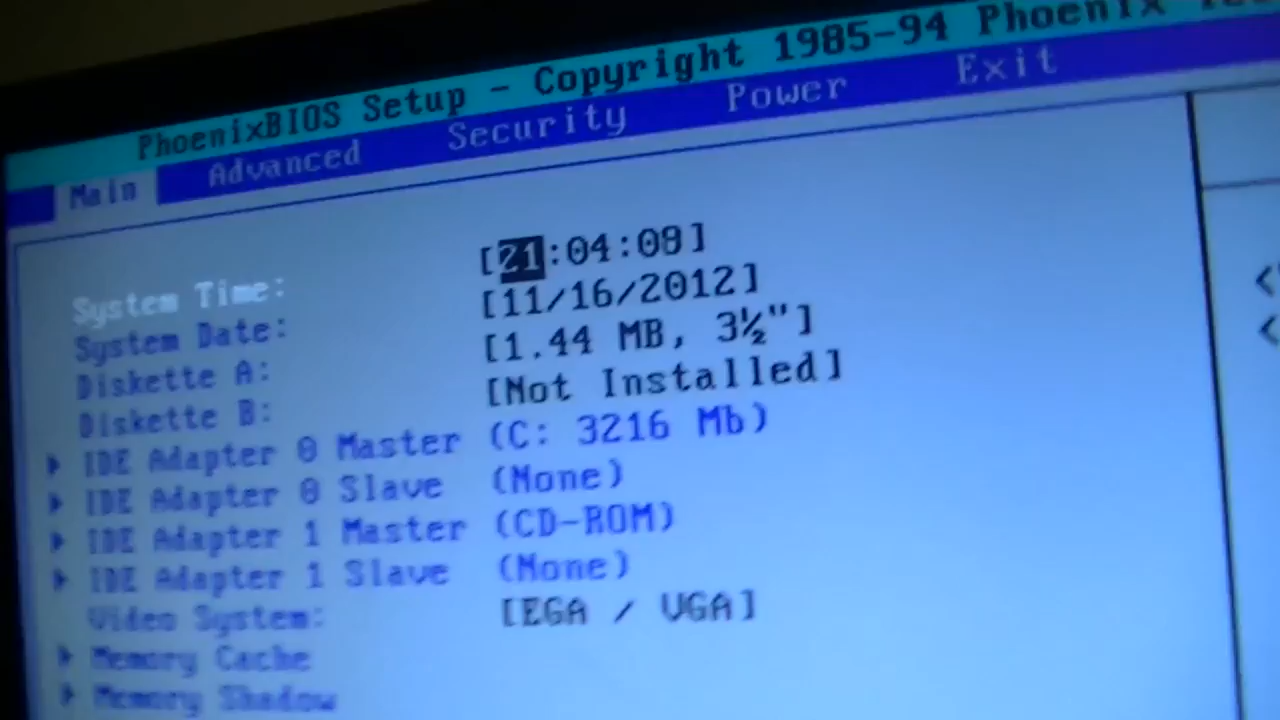 PhoenixBIOS Setup - Copyright 1985-94 Phoenix
Main Advanced Security Power Exit
System Time: [21:04:08]
System Date: [11/16/2012]
Diskette A: [1.44 MB, 3½"]
Diskette B: [Not Installed]
IDE Adapter 0 Master (C: 3216 Mb)
IDE Adapter 0 Slave (None)
IDE Adapter 1 Master (CD-ROM)
IDE Adapter 1 Slave (None)
Video System: [EGA / VGA]
Memory Cache
Memory Shadow